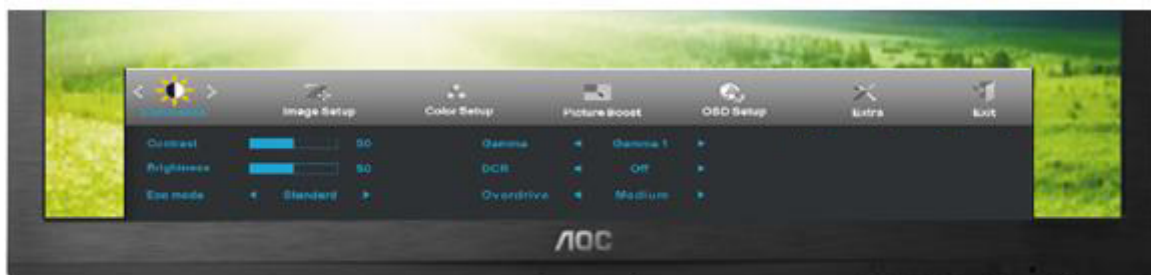 Luminance
Image Setup
Color Setup
Picture Boost
OSD Setup
Extra
Exit
Contrast 50 Gamma Gamma 1
Brightness 50 DCR Off
Eco mode Standard Overdrive Medium
AOC